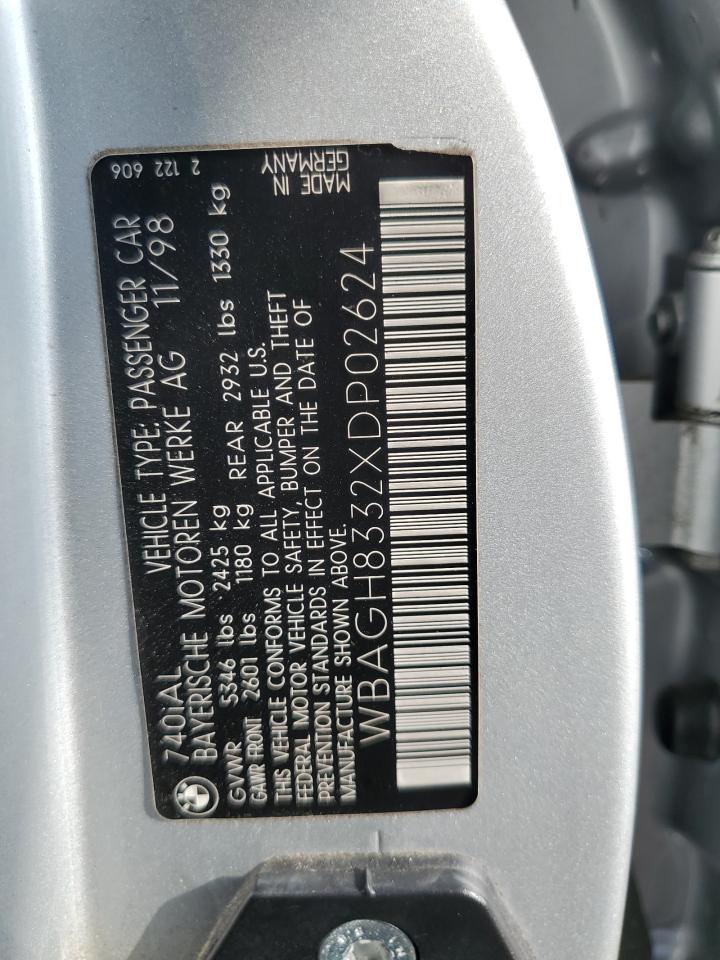 740iAL VEHICLE TYPE: PASSENGER CAR 2 122 606
BAYERISCHE MOTOREN WERKE AG 11/98
GVWR 5346 lbs 2425 kg
GAWR FRONT 2601 lbs 1180 kg REAR 2932 lbs 1330 kg
THIS VEHICLE CONFORMS TO ALL APPLICABLE U.S.
FEDERAL MOTOR VEHICLE SAFETY, BUMPER AND THEFT
PREVENTION STANDARDS IN EFFECT ON THE DATE OF
MANUFACTURE SHOWN ABOVE.
MADE IN
GERMANY
WBAGH8332XDP02624